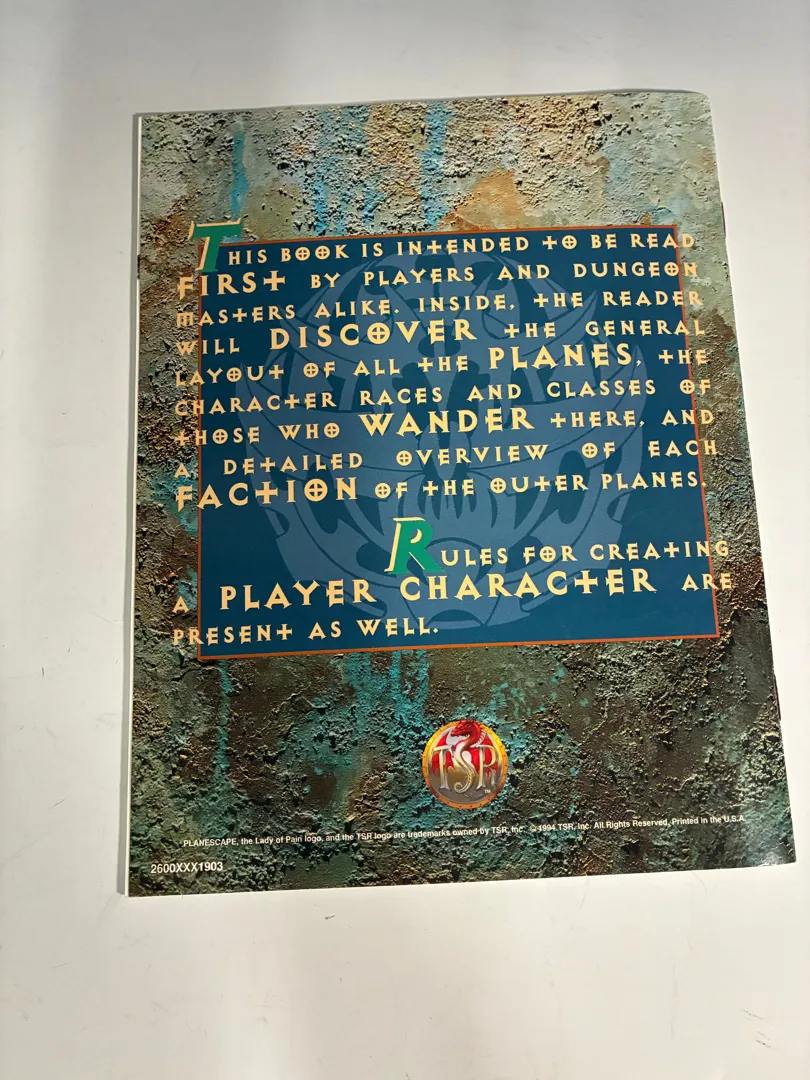 THIS BOOK IS INTENDED TO BE READ
FIRST BY PLAYERS AND DUNGEON
MASTERS ALIKE. INSIDE, THE READER
WILL DISCOVER THE GENERAL
LAYOUT OF ALL THE PLANES, THE
CHARACTER RACES AND CLASSES OF
THOSE WHO WANDER THERE, AND
A DETAILED OVERVIEW OF EACH
FACTION OF THE OUTER PLANES.
RULES FOR CREATING
A PLAYER CHARACTER ARE
PRESENT AS WELL.
TSR
TM
PLANESCAPE, the Lady of Pain logo, and the TSR logo are trademarks owned by TSR, Inc. © 1994 TSR, Inc. All Rights Reserved. Printed in the U.S.A.
2600XXX1903